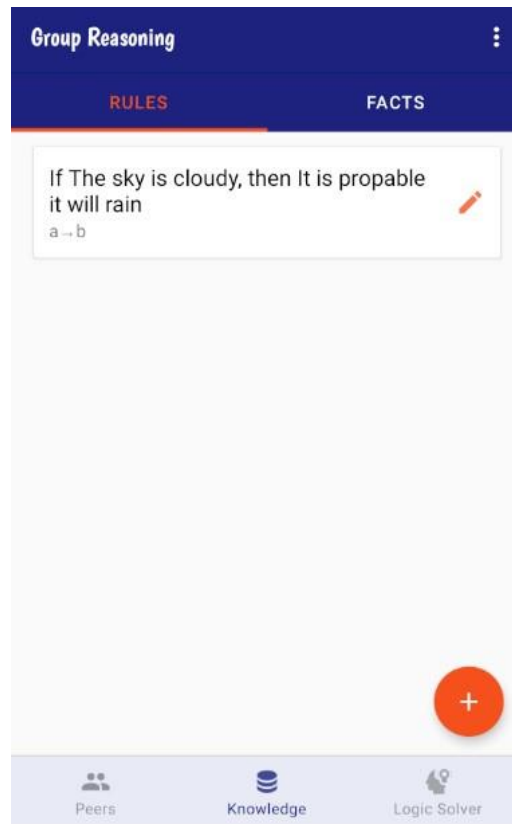 Group Reasoning
RULES
FACTS
If The sky is cloudy, then It is propable
it will rain
a→b
Peers
Knowledge
Logic Solver